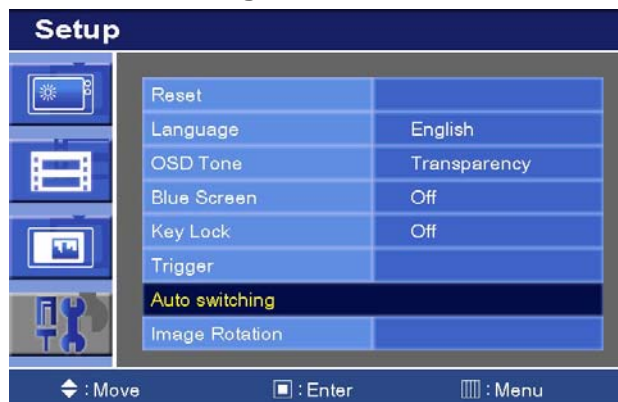 Setup
Reset
Language English
OSD Tone Transparency
Blue Screen Off
Key Lock Off
Trigger
Auto switching
Image Rotation
: Move : Enter : Menu